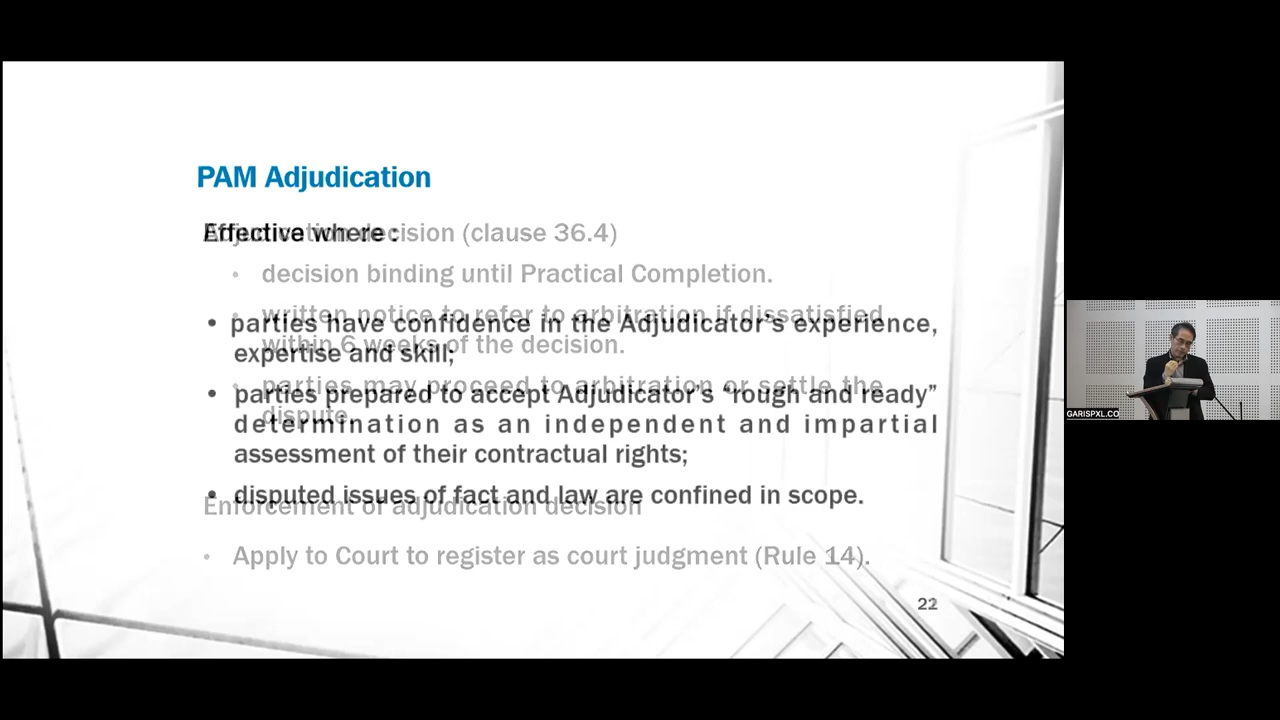 PAM Adjudication
Effective where :
Adjudication decision (clause 36.4)
• decision binding until Practical Completion.
• written notice to refer to arbitration if dissatisfied
within 6 weeks of the decision.
• parties may proceed to arbitration or settle the
dispute.
Enforcement of adjudication decision
• Apply to Court to register as court judgment (Rule 14).
• parties have confidence in the Adjudicator's experience,
expertise and skill;
• parties prepared to accept Adjudicator's “rough and ready”
determination as an independent and impartial
assessment of their contractual rights;
• disputed issues of fact and law are confined in scope.
GARISPXL.CO